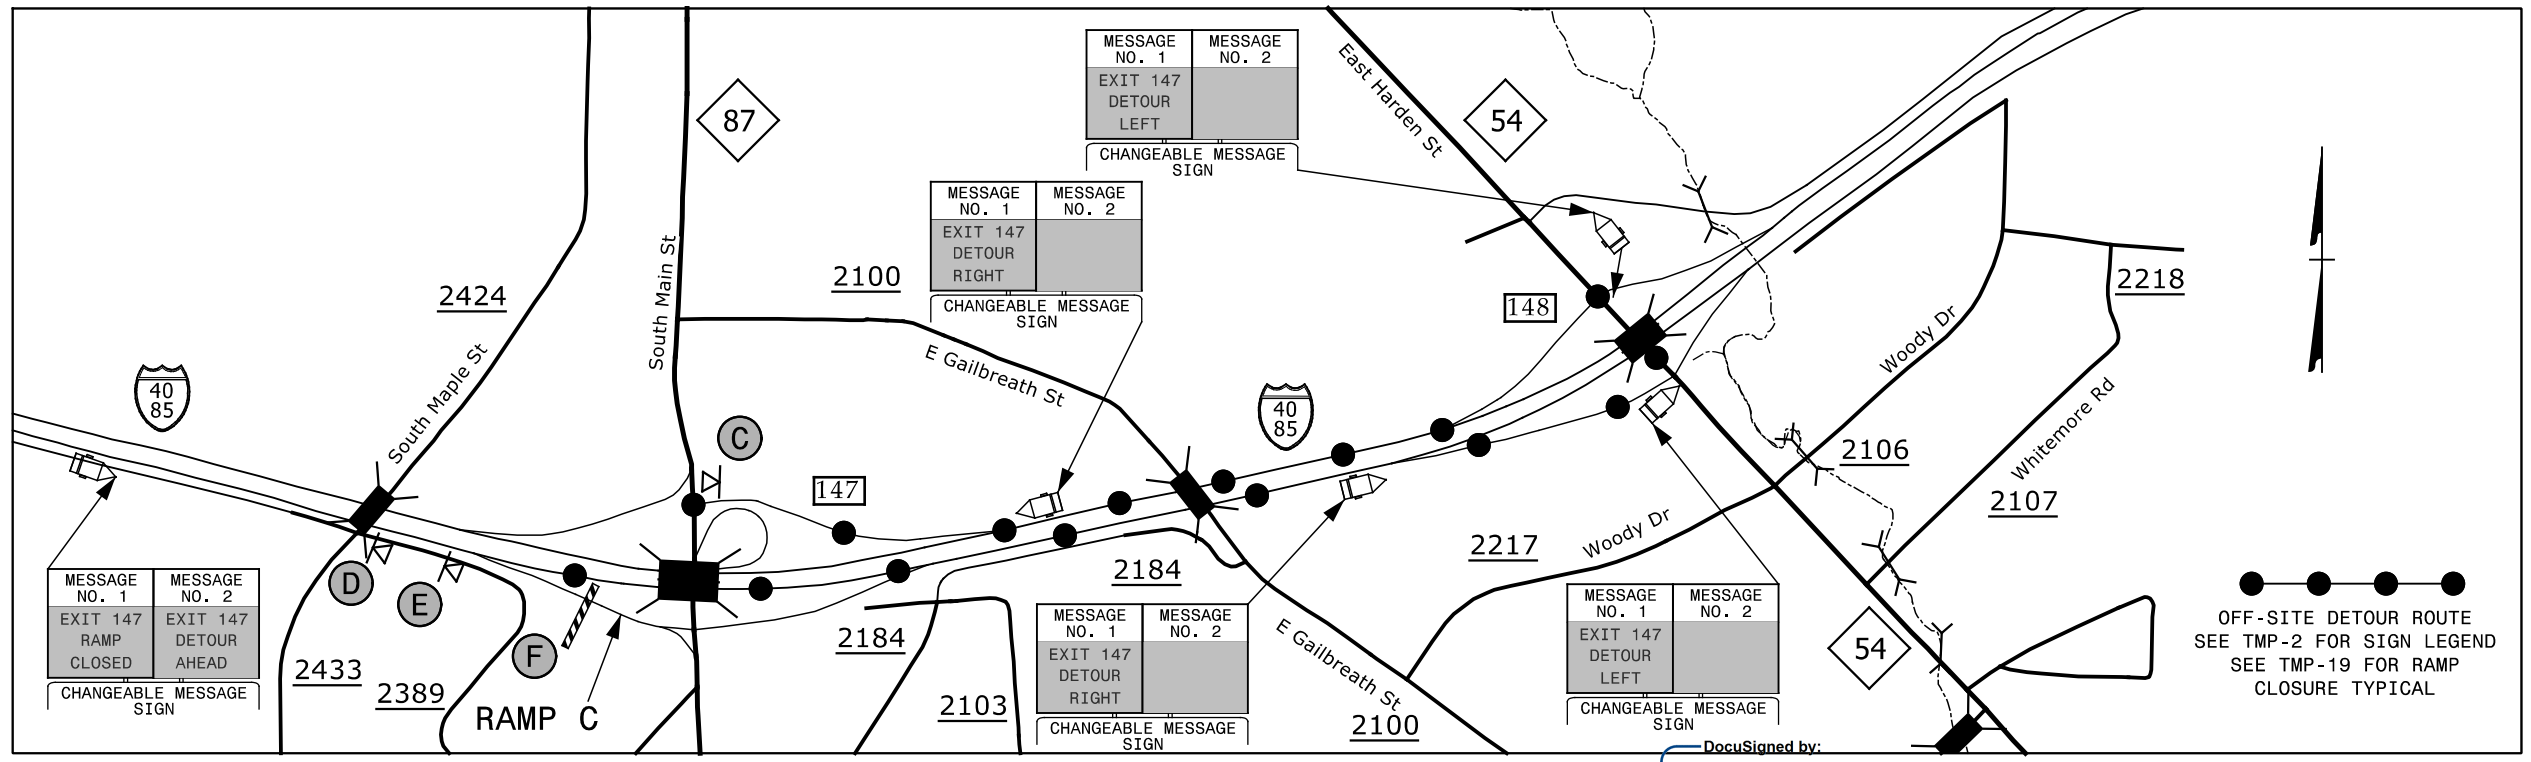 MESSAGE
NO. 1
MESSAGE
NO. 2
EXIT 147
DETOUR
LEFT
CHANGEABLE MESSAGE
SIGN
East Harden St
54
87
MESSAGE
NO. 1
MESSAGE
NO. 2
EXIT 147
DETOUR
RIGHT
CHANGEABLE MESSAGE
SIGN
2424
South Main St
2100
148
2218
Woody Dr
E Gailbreath St
South Maple St
40
85
40
85
C
147
Whitemore Rd
2106
2107
2217
Woody Dr
2184
D
E
F
MESSAGE
NO. 1
MESSAGE
NO. 2
EXIT 147
RAMP
CLOSED
EXIT 147
DETOUR
AHEAD
CHANGEABLE MESSAGE
SIGN
2433
2389
RAMP C
2184
2103
MESSAGE
NO. 1
MESSAGE
NO. 2
EXIT 147
DETOUR
RIGHT
CHANGEABLE MESSAGE
SIGN
E Gailbreath St
2100
MESSAGE
NO. 1
MESSAGE
NO. 2
EXIT 147
DETOUR
LEFT
CHANGEABLE MESSAGE
SIGN
54
OFF-SITE DETOUR ROUTE
SEE TMP-2 FOR SIGN LEGEND
SEE TMP-19 FOR RAMP
CLOSURE TYPICAL
DocuSigned by: